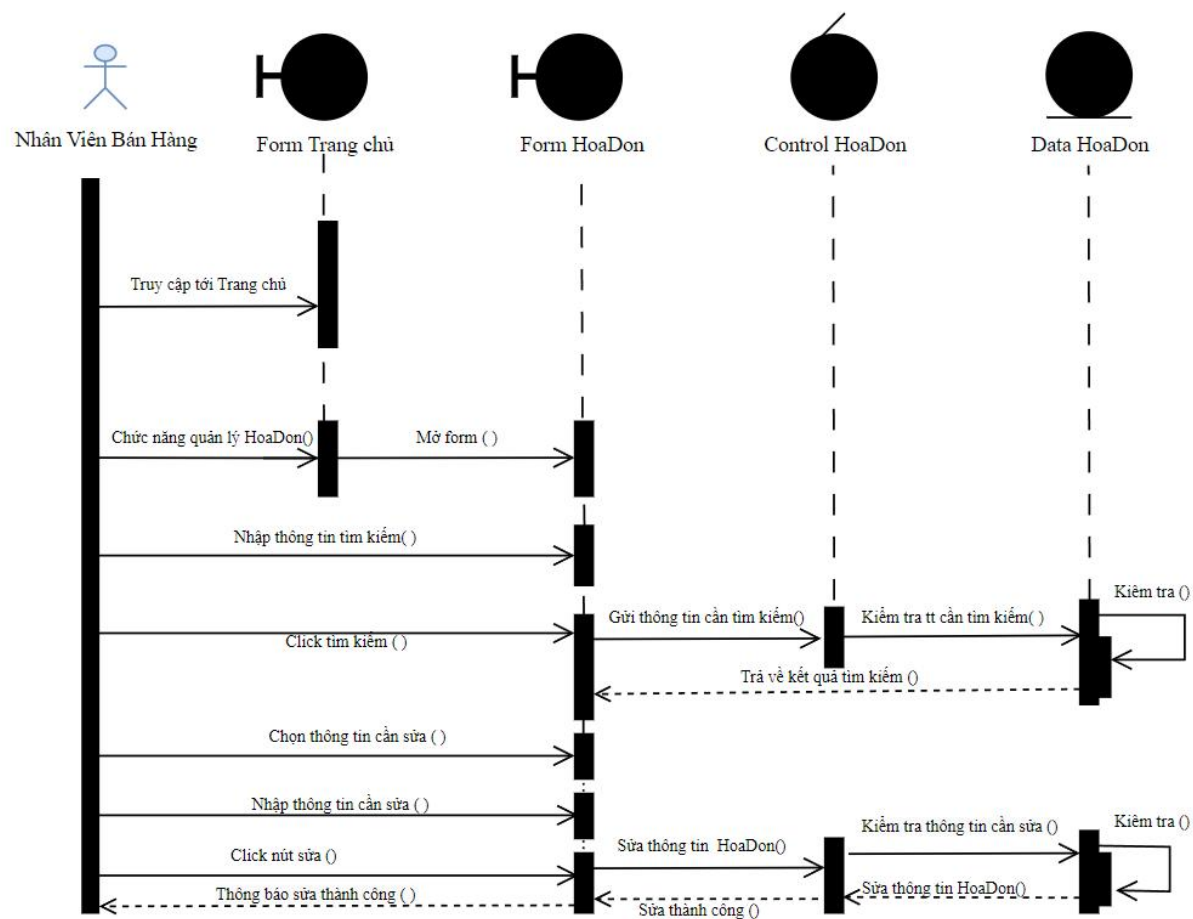 Nhân Viên Bán Hàng
Form Trang chủ
Form HoaDon
Control HoaDon
Data HoaDon
Truy cập tới Trang chủ
Chức năng quản lý HoaDon()
Mở form ( )
Nhập thông tin tìm kiếm( )
Kiêm tra ()
Click tìm kiếm ( )
Gửi thông tin cần tìm kiếm()
Kiểm tra tt cần tìm kiếm( )
Trả về kết quả tìm kiếm ()
Chọn thông tin cần sửa ( )
Nhập thông tin cần sửa ( )
Click nút sửa ()
Sửa thông tin HoaDon()
Kiểm tra thông tin cần sửa ()
Kiêm tra ()
Thông báo sửa thành công ( )
Sửa thành công ()
Sửa thông tin HoaDon()